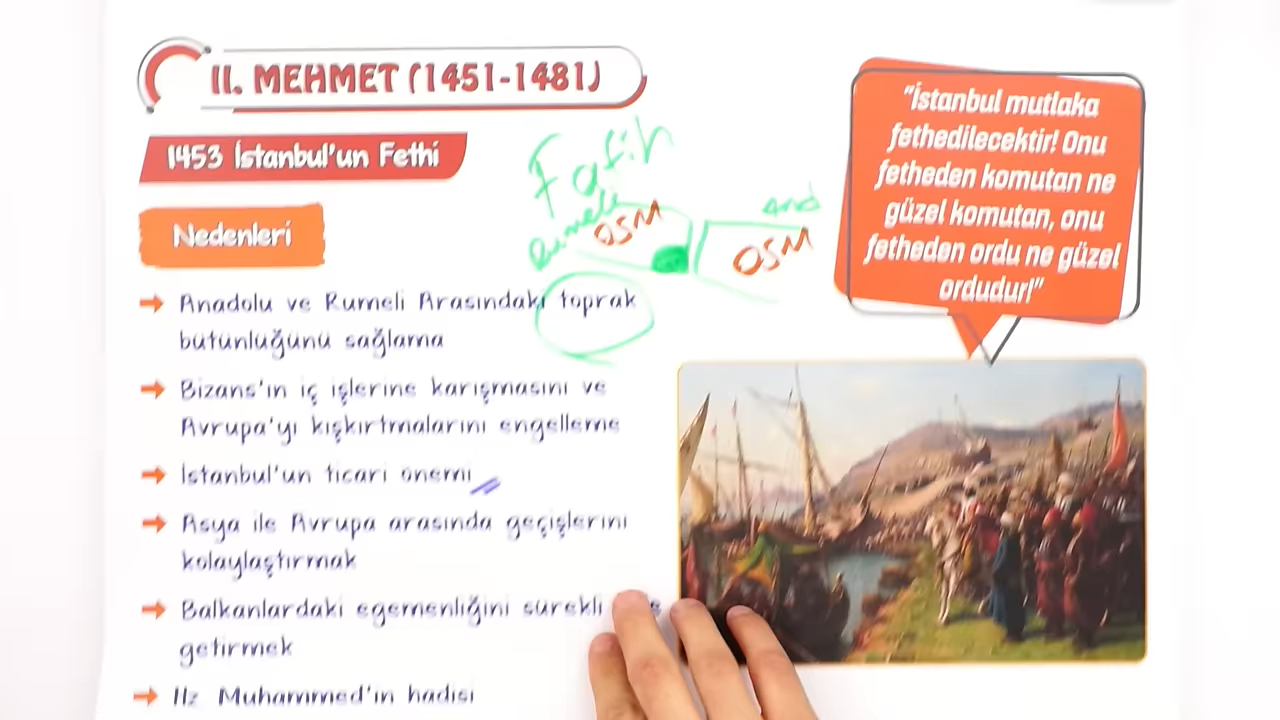 II. MEHMET (1451-1481)
1453 İstanbul'un Fethi
Fatih
Rumeli
OSM
And
OSM
Nedenleri
Anadolu ve Rumeli Arasındaki toprak
bütünlüğünü sağlama
Bizans'ın iç işlerine karışmasını ve
Avrupa'yı kışkırtmalarını engelleme
İstanbul'un ticari önemi
Asya ile Avrupa arasında geçişlerini
kolaylaştırmak
Balkanlardaki egemenliğini sürekli
getirmek
Hz Muhammed'in hadisi
"İstanbul mutlaka
fethedilecektir! Onu
fetheden komutan ne
güzel komutan, onu
fetheden ordu ne güzel
ordudur!"